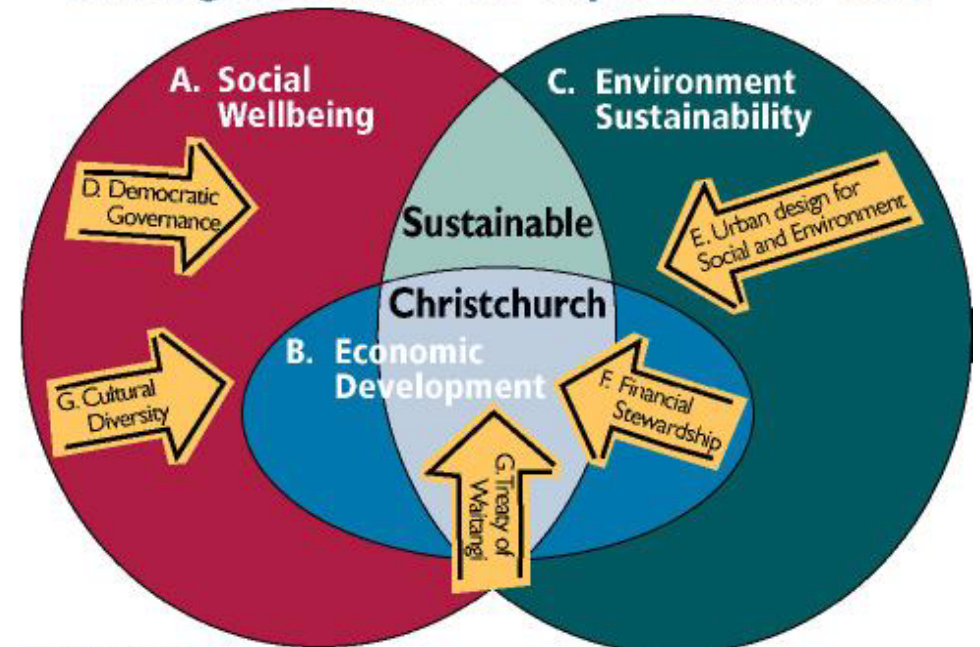 A. Social
Wellbeing
C. Environment
Sustainability
D. Democratic
Governance
E. Urban design for
Social and Environment
Sustainable
Christchurch
B. Economic
Development
G. Cultural
Diversity
F. Financial
Stewardship
G. Treaty of
Waitangi